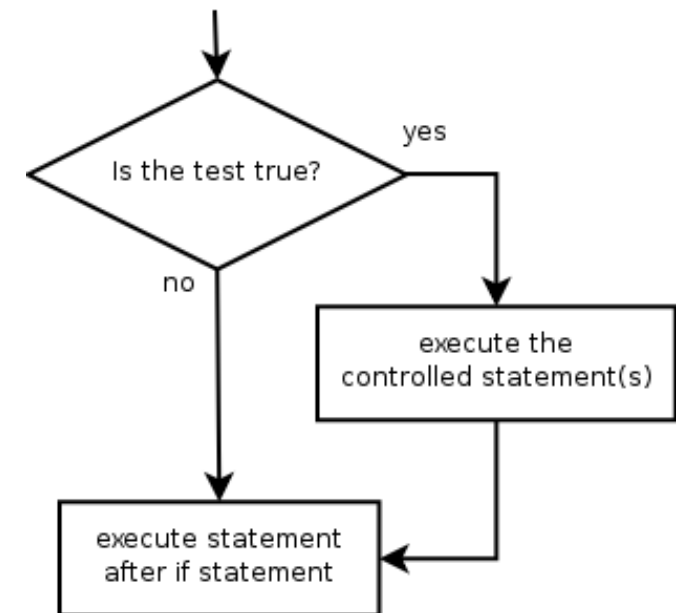 yes
Is the test true?
no
execute the
controlled statement(s)
execute statement
after if statement